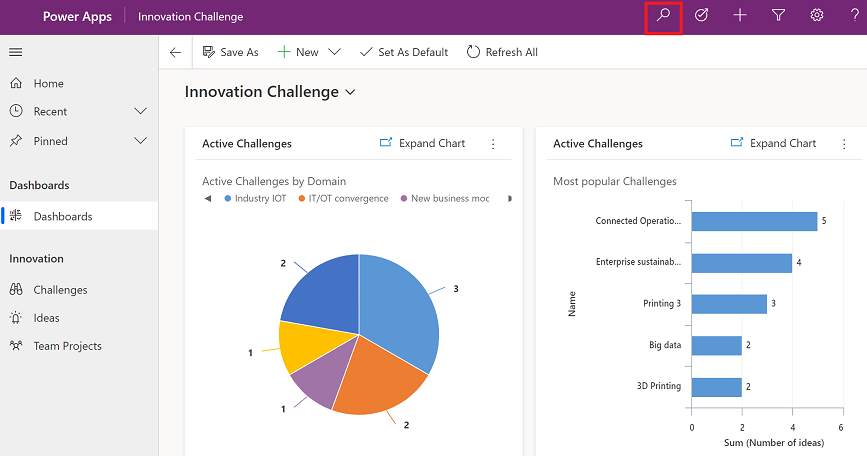 Power Apps Innovation Challenge ?
Save As New Set As Default Refresh All
Home
Recent
Pinned
Dashboards
Dashboards
Innovation
Challenges
Ideas
Team Projects
Innovation Challenge
Active Challenges Expand Chart
Active Challenges by Domain
Industry IOT IT/OT convergence New business moc
2
3
1
1
2
Active Challenges Expand Chart
Most popular Challenges
Name
Connected Operatio... 5
Enterprise sustainab... 4
Printing 3 3
Big data 2
3D Printing 2
0 2 4 6
Sum (Number of ideas)